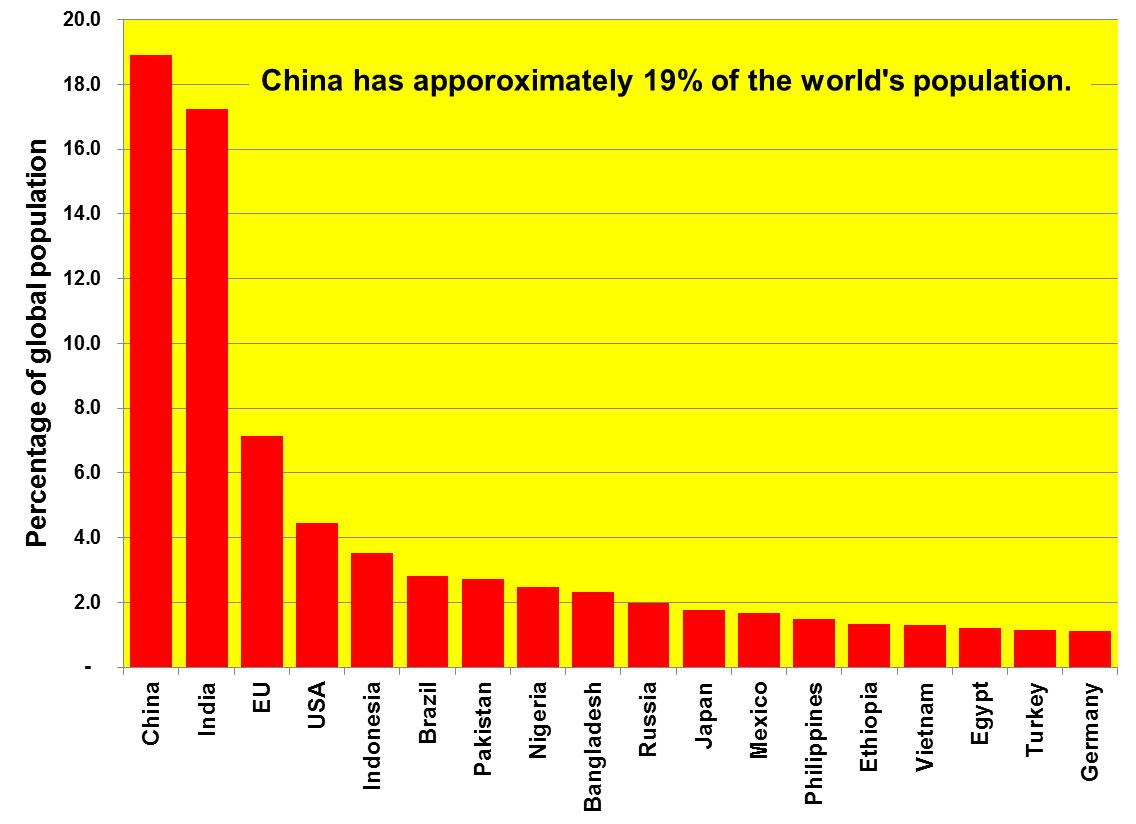 China has apporoximately 19% of the world's population.
Percentage of global population
20.0
18.0
16.0
14.0
12.0
10.0
8.0
6.0
4.0
2.0
-
China
India
EU
USA
Indonesia
Brazil
Pakistan
Nigeria
Bangladesh
Russia
Japan
Mexico
Philippines
Ethiopia
Vietnam
Egypt
Turkey
Germany